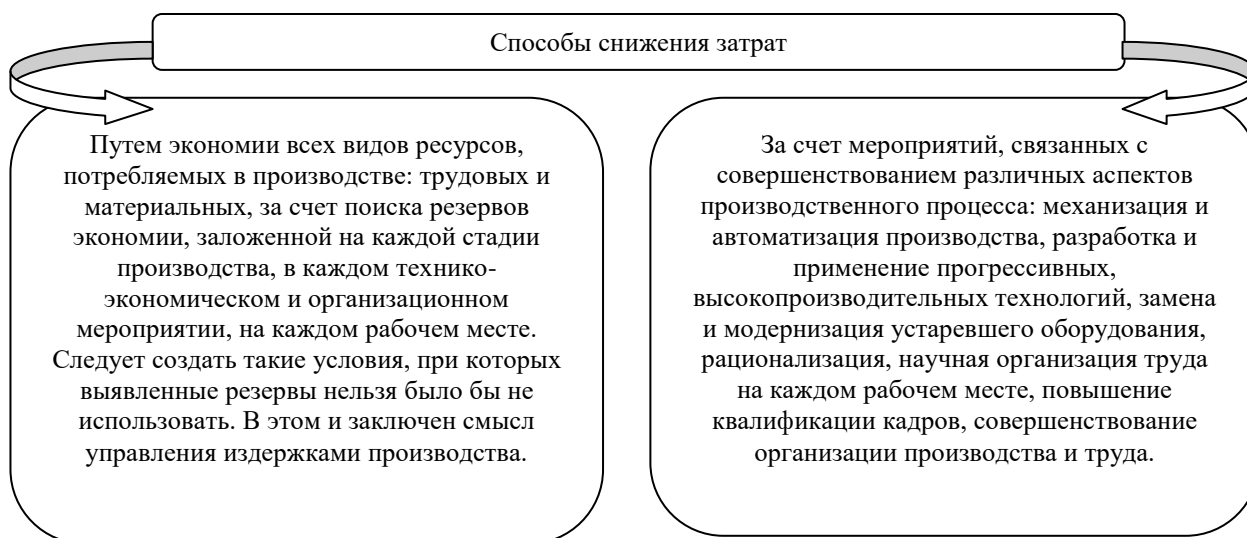 Способы снижения затрат
Путем экономии всех видов ресурсов,
потребляемых в производстве: трудовых и
материальных, за счет поиска резервов
экономии, заложенной на каждой стадии
производства, в каждом технико-
экономическом и организационном
мероприятии, на каждом рабочем месте.
Следует создать такие условия, при которых
выявленные резервы нельзя было бы не
использовать. В этом и заключен смысл
управления издержками производства.
За счет мероприятий, связанных с
совершенствованием различных аспектов
производственного процесса: механизация и
автоматизация производства, разработка и
применение прогрессивных,
высокопроизводительных технологий, замена
и модернизация устаревшего оборудования,
рационализация, научная организация труда
на каждом рабочем месте, повышение
квалификации кадров, совершенствование
организации производства и труда.